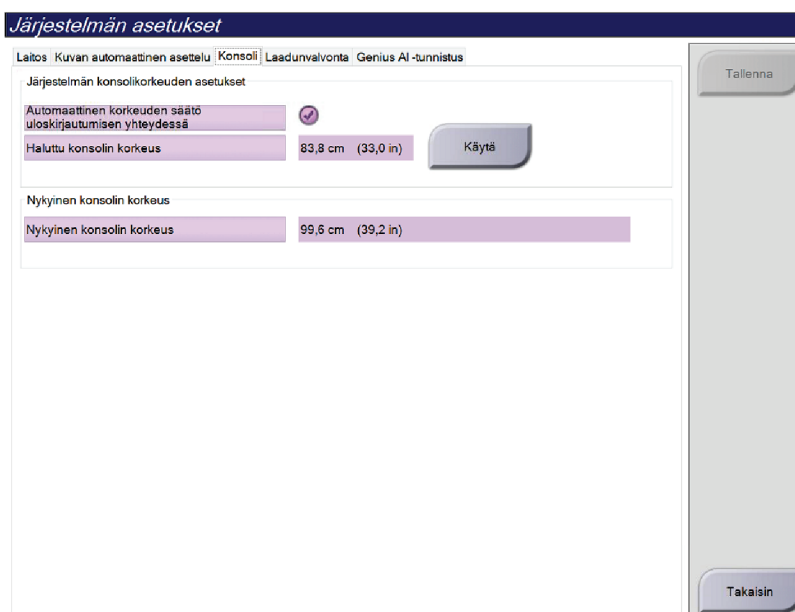 Järjestelmän asetukset
Laitos Kuvan automaattinen asettelu Konsoli Laadunvalvonta Genius AI -tunnistus
Tallenna
Järjestelmän konsolikorkeuden asetukset
Automaattinen korkeuden säätö
uloskirjautumisen yhteydessä
Haluttu konsolin korkeus 83,8 cm (33,0 in) Käytä
Nykyinen konsolin korkeus
Nykyinen konsolin korkeus 99,6 cm (39,2 in)
Takaisin